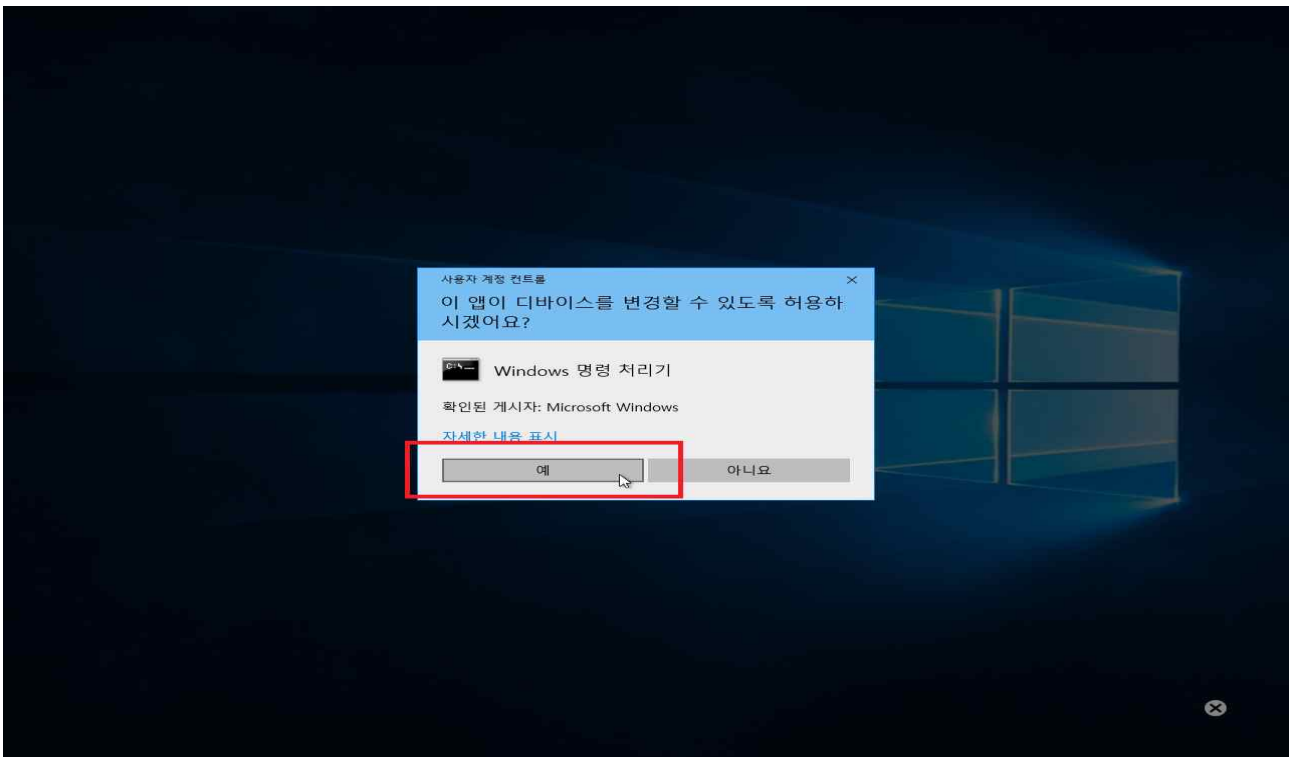 사용자 계정 컨트롤
이 앱이 디바이스를 변경할 수 있도록 허용하
시겠어요?
Windows 명령 처리기
확인된 게시자: Microsoft Windows
자세한 내용 표시
예
아니요